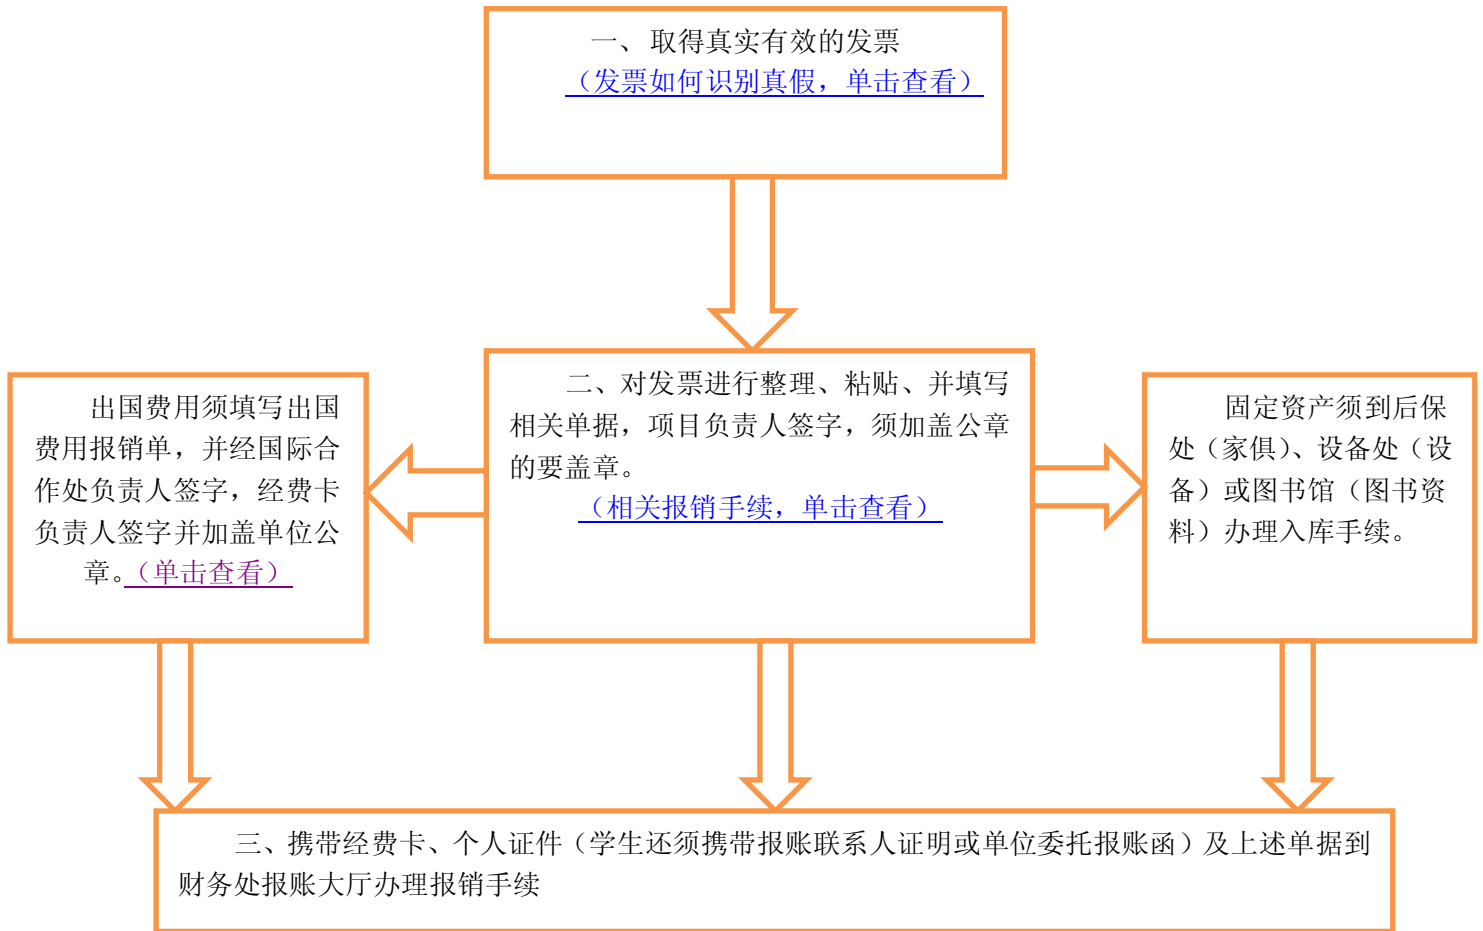 一、取得真实有效的发票
（发票如何识别真假，单击查看）
二、对发票进行整理、粘贴、并填写
相关单据，项目负责人签字，须加盖公章
的要盖章。
（相关报销手续，单击查看）
出国费用须填写出国
费用报销单，并经国际合
作处负责人签字，经费卡
负责人签字并加盖单位公
章。（单击查看）
固定资产须到后保
处（家俱）、设备处（设
备）或图书馆（图书资
料）办理入库手续。
三、携带经费卡、个人证件（学生还须携带报账联系人证明或单位委托报账函）及上述单据到
财务处报账大厅办理报销手续